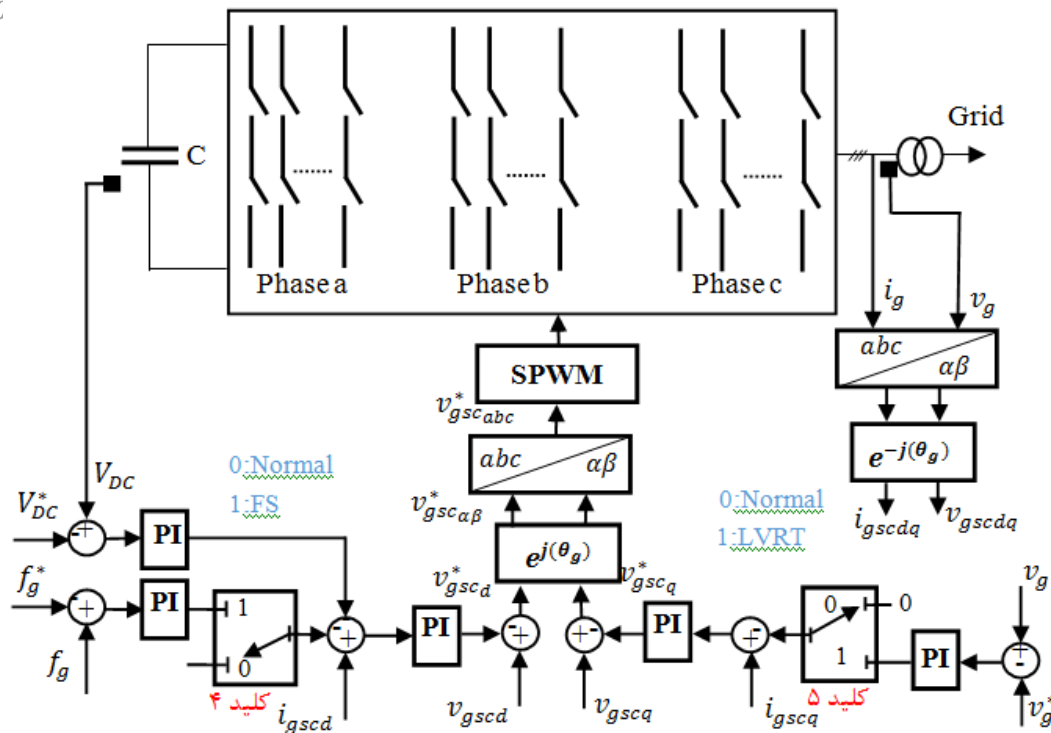 C
Grid
.......
.......
.......
Phase a
Phase b
Phase c
i_g
v_g
abc
αβ
SPWM
v*_gsc_abc
e^-j(θ_g)
abc
αβ
0:Normal
1:FS
V_DC
V*_DC
v*_gsc_αβ
0:Normal
1:LVRT
i_gscdq
v_gscdq
- +
PI
e^j(θ_g)
f*_g
v*_gsc_d
v*_gsc_q
v_g
- +
PI
1
0
- +
PI
- +
+ -
PI
- +
0
0
1
PI
+ -
f_g
کلید ۴
i_gscd
v_gscd
v_gscq
i_gscq
کلید ۵
v*_g